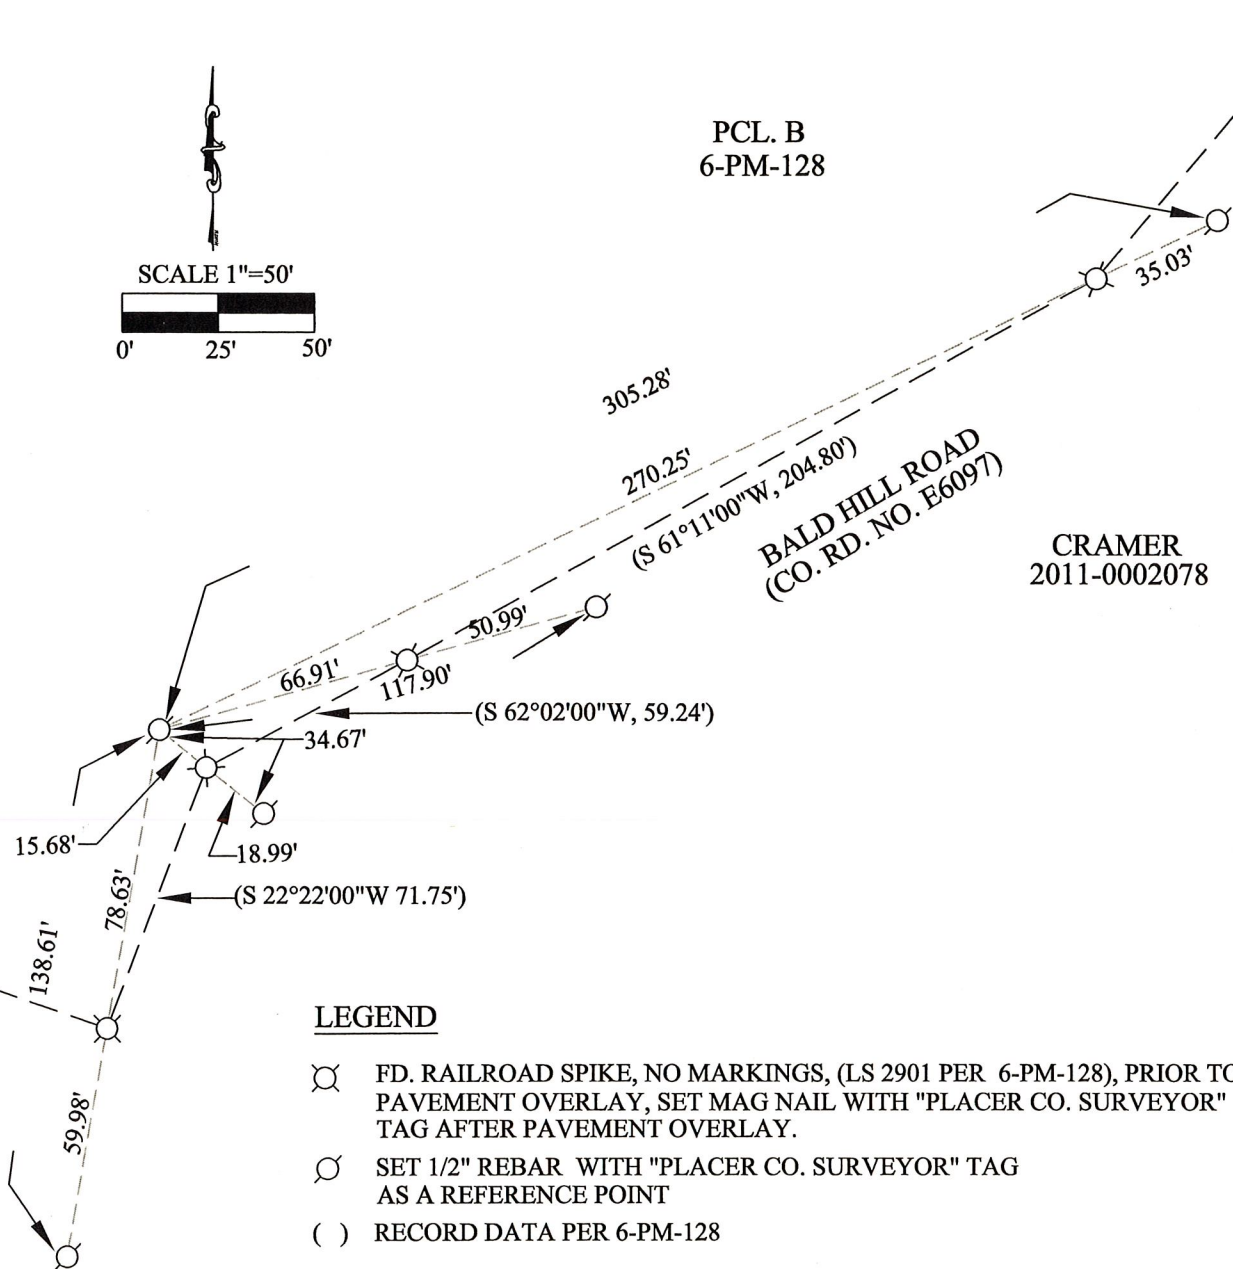 PCL. B
6-PM-128
SCALE 1"=50'
0' 25' 50'
35.03'
305.28'
270.25'
(S 61°11'00"W, 204.80')
BALD HILL ROAD
(CO. RD. NO. E6097)
CRAMER
2011-0002078
50.99'
66.91'
117.90'
(S 62°02'00"W, 59.24')
34.67'
15.68'
18.99'
78.63'
(S 22°22'00"W 71.75')
138.61'
59.98'
LEGEND
FD. RAILROAD SPIKE, NO MARKINGS, (LS 2901 PER 6-PM-128), PRIOR TO
PAVEMENT OVERLAY, SET MAG NAIL WITH "PLACER CO. SURVEYOR"
TAG AFTER PAVEMENT OVERLAY.
SET 1/2" REBAR WITH "PLACER CO. SURVEYOR" TAG
AS A REFERENCE POINT
( ) RECORD DATA PER 6-PM-128